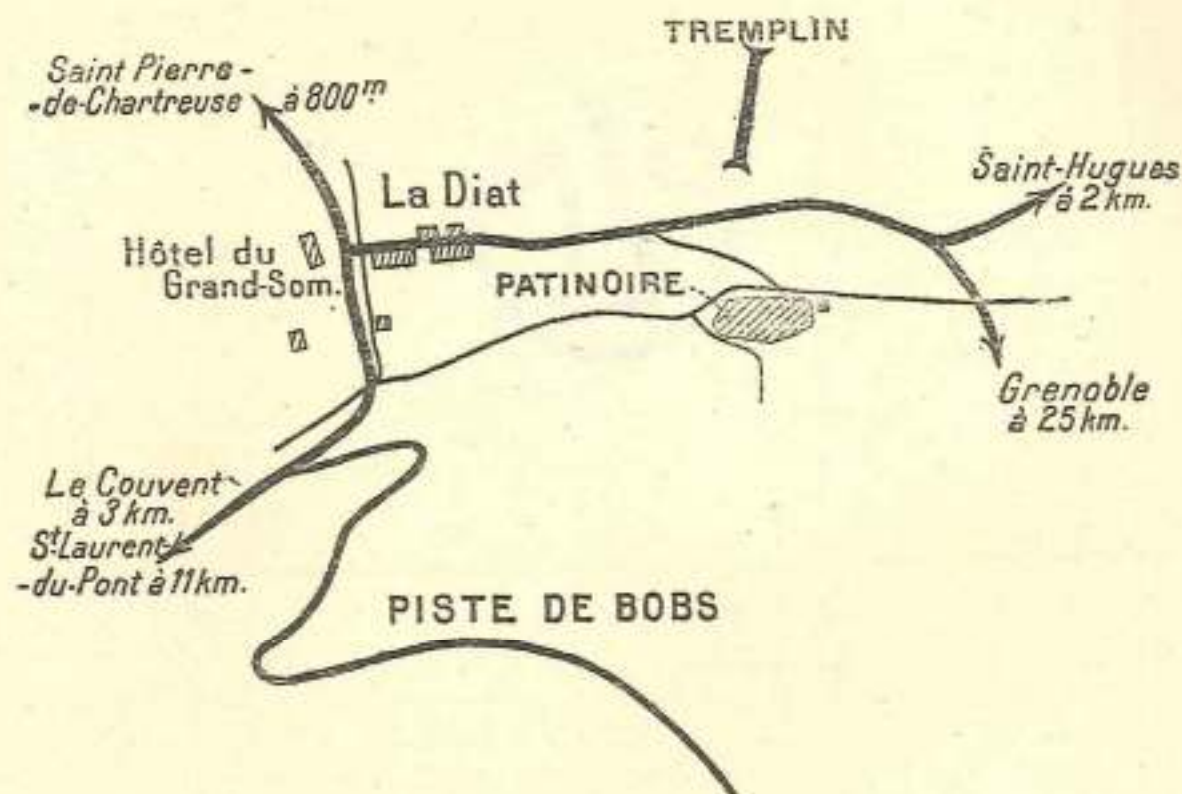 TREMPLIN
Saint Pierre-
-de-Chartreuse à 800m
La Diat
Saint-Hugues
à 2 km.
Hôtel du
Grand-Som.
PATINOIRE
Grenoble
à 25 km.
Le Couvent
à 3 km.
St Laurent
-du-Pont à 11 km.
PISTE DE BOBS